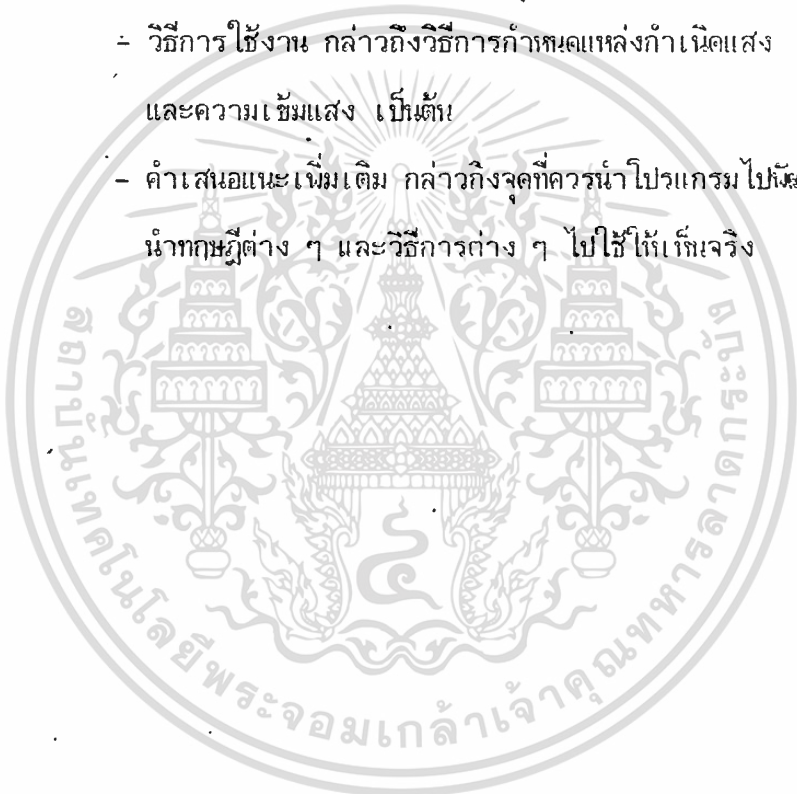 - วิธีการใช้งาน กล่าวถึงวิธีการกำหนดแหล่งกำเนิดแสง
และความเข้มแสง เป็นต้น
- คำเสนอแนะเพิ่มเติม กล่าวถึงจุดที่ควรนำโปรแกรมไป
นำทฤษฎีต่าง ๆ และวิธีการต่าง ๆ ไปใช้ให้เห็นจริง
สถาบันเทคโนโลยีพระจอมเกล้าเจ้าคุณทหารลาดกระบัง